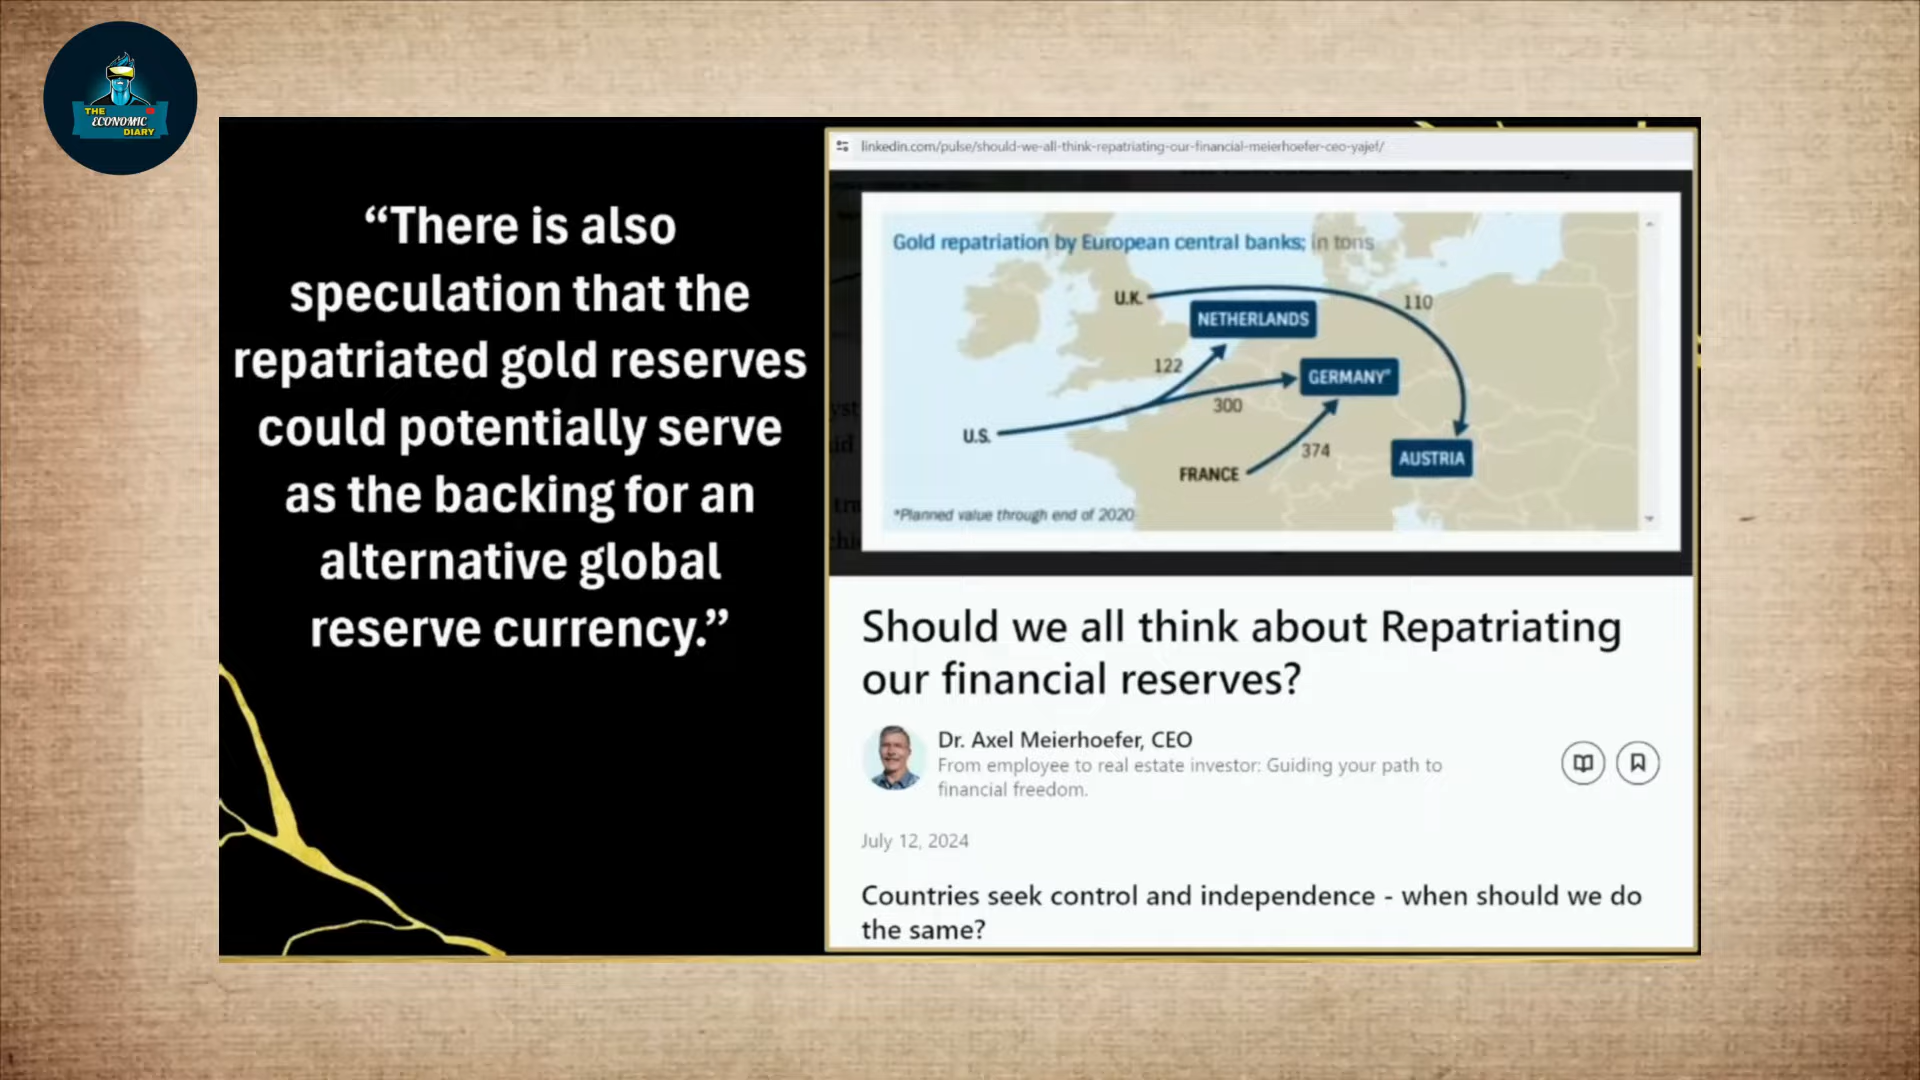 THE
ECONOMIC
DIARY
“There is also
speculation that the
repatriated gold reserves
could potentially serve
as the backing for an
alternative global
reserve currency.”
linkedin.com/pulse/should-we-all-think-repatriating-our-financial-meierhoefer-ceo-yajef/
Gold repatriation by European central banks; in tons
U.K.
110
NETHERLANDS
122
GERMANY*
300
U.S.
374
AUSTRIA
FRANCE
*Planned value through end of 2020
Should we all think about Repatriating
our financial reserves?
Dr. Axel Meierhoefer, CEO
From employee to real estate investor: Guiding your path to
financial freedom.
July 12, 2024
Countries seek control and independence - when should we do
the same?